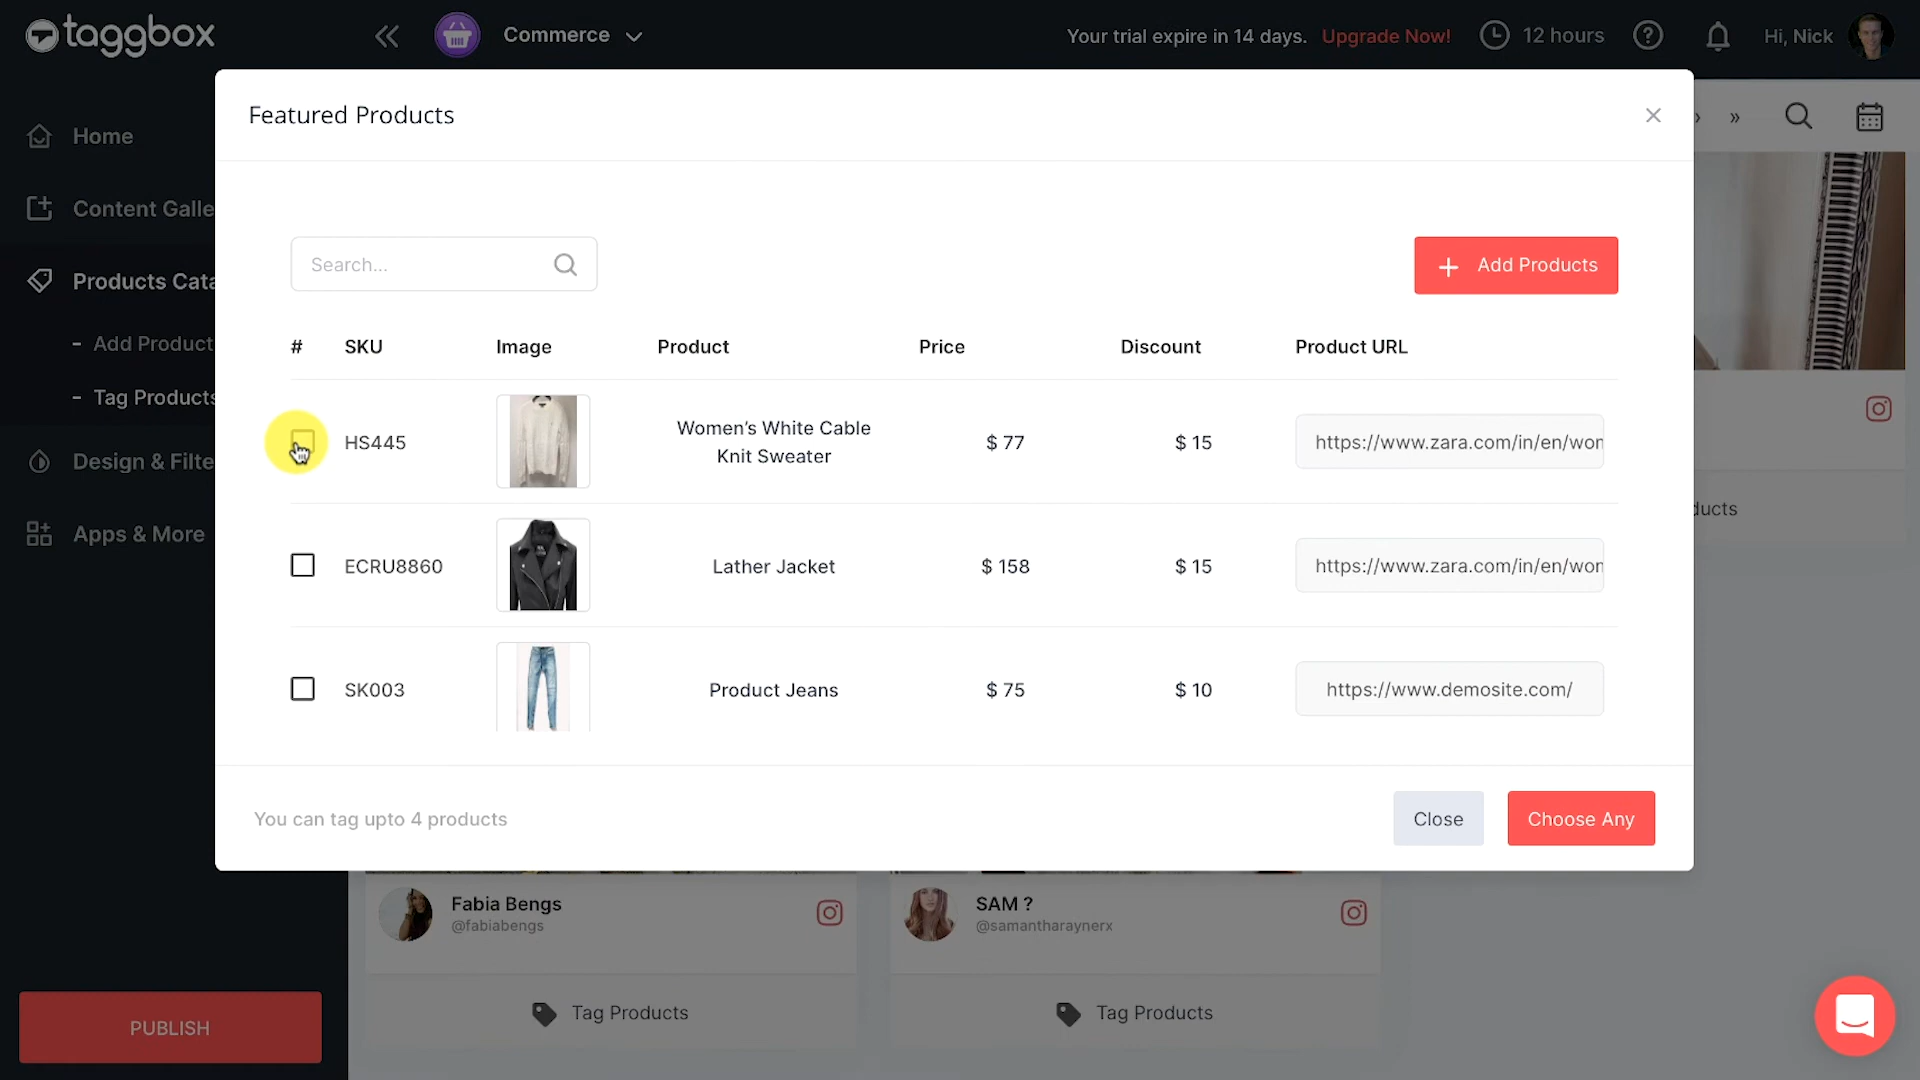 taggbox
Commerce
Your trial expire in 14 days. Upgrade Now!
12 hours
Hi, Nick
Home
Content Galle
Products Cata
- Add Product
- Tag Products
Design & Filte
Apps & More
PUBLISH
Featured Products
Search...
+ Add Products
# SKU Image Product Price Discount Product URL
HS445 Women's White Cable $ 77 $ 15 https://www.zara.com/in/en/won
Knit Sweater
ECRU8860 Lather Jacket $ 158 $ 15 https://www.zara.com/in/en/won
SK003 Product Jeans $ 75 $ 10 https://www.demosite.com/
You can tag upto 4 products
Close
Choose Any
ducts
Fabia Bengs
@fabiabengs
Tag Products
SAM ?
@samantharaynerx
Tag Products